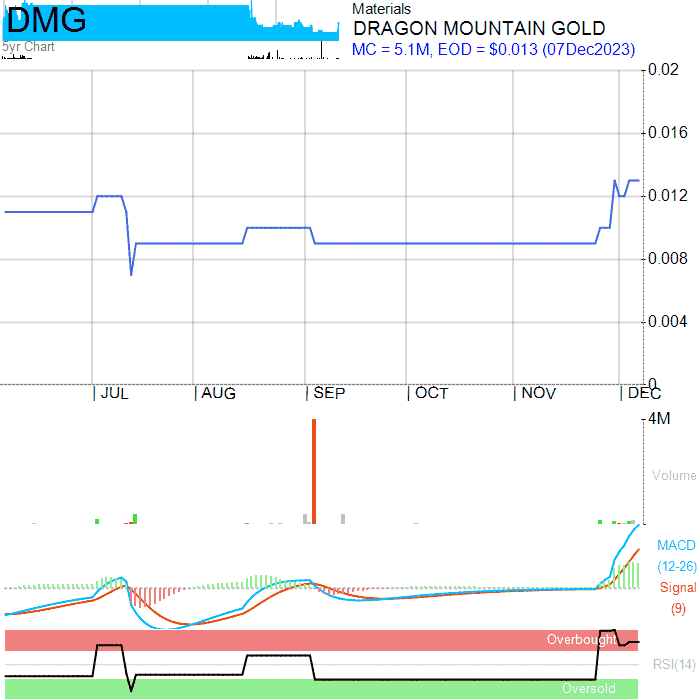 DMG
5yr Chart
Materials
DRAGON MOUNTAIN GOLD
MC = 5.1M, EOD = $0.013 (07Dec2023)
0.02
0.016
0.012
0.008
0.004
0
JUL AUG SEP OCT NOV DEC
4M
Volume
MACD
(12-26)
Signal
(9)
Overbought
RSI(14)
Oversold